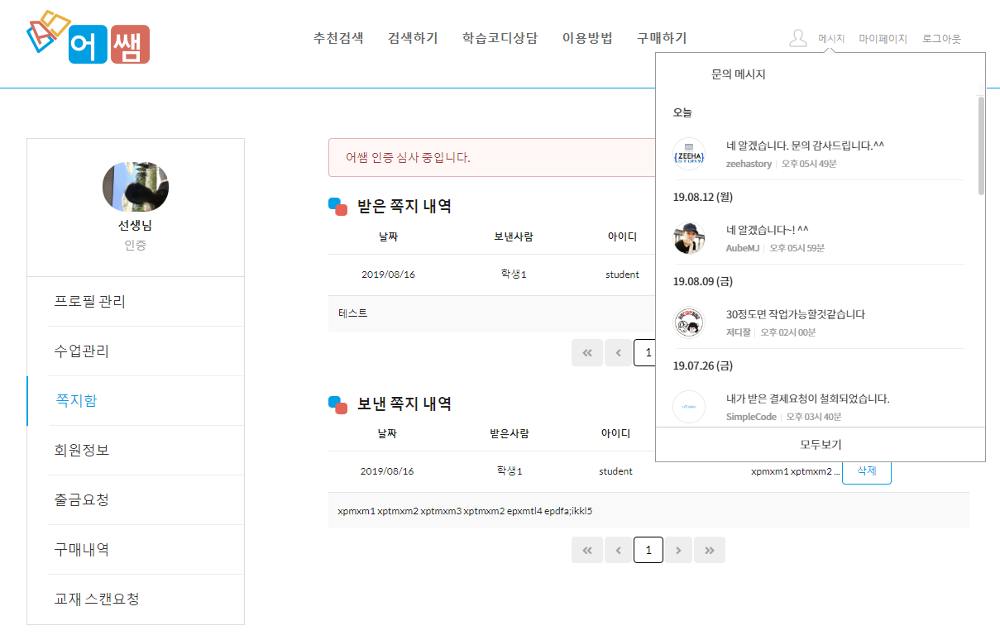 어쌤
추천검색 검색하기 학습코디상담 이용방법 구매하기
메시지 마이페이지 로그아웃
문의 메시지
오늘
네 알겠습니다. 문의 감사드립니다.^^
{ZEEHA}
STORY
zeehastory | 오후 05시 49분
19.08.12 (월)
네 알겠습니다~! ^^
AubeMJ | 오후 05시 59분
19.08.09 (금)
30정도면 작업가능할것같습니다
저디잘 | 오후 02시 00분
19.07.26 (금)
내가 받은 결제요청이 철회되었습니다.
SimpleCode | 오후 03시 40분
모두보기
선생님
인증
프로필 관리
수업관리
쪽지함
회원정보
출금요청
구매내역
교재 스캔요청
어쌤 인증 심사 중입니다.
받은 쪽지 내역
날짜 보낸사람 아이디
2019/08/16 학생1 student
테스트
« ‹ 1
보낸 쪽지 내역
날짜 받은사람 아이디
2019/08/16 학생1 student xpmxm1 xptmxm2 ... 삭제
xpmxm1 xptmxm2 xptmxm3 xptmxm2 epxmtl4 epdfa;ikkl5
« ‹ 1 › »